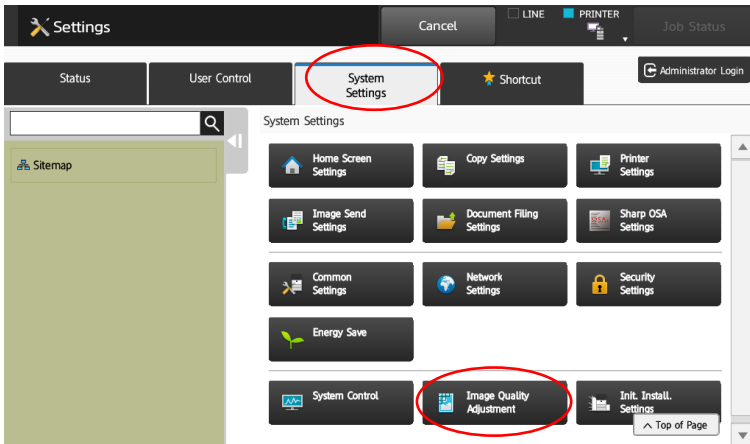 Settings
Cancel
LINE
PRINTER
Job Status
Status
User Control
System
Settings
Shortcut
Administrator Login
System Settings
Sitemap
Home Screen
Settings
Copy Settings
Printer
Settings
Image Send
Settings
Document Filing
Settings
OSA
Sharp OSA
Settings
Common
Settings
Network
Settings
Security
Settings
Energy Save
System Control
Image Quality
Adjustment
Init. Install.
Settings
Top of Page